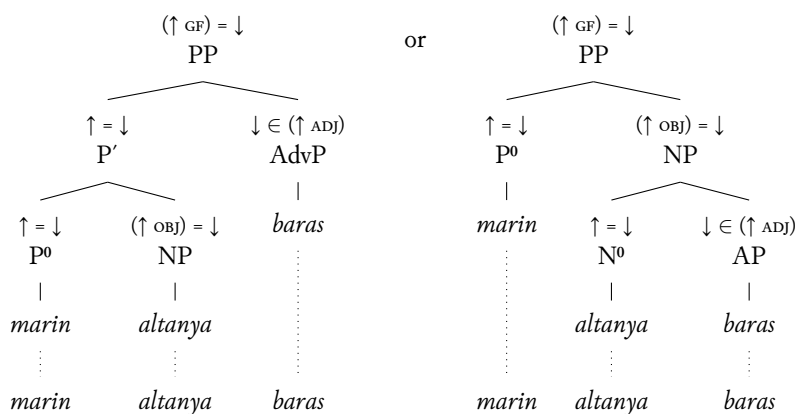 (↑ GF) = ↓ or (↑ GF) = ↓
PP PP
↑ = ↓ ↓ ∈ (↑ ADJ) ↑ = ↓ (↑ OBJ) = ↓
P′ AdvP P⁰ NP
↑ = ↓ (↑ OBJ) = ↓ baras marin ↑ = ↓ ↓ ∈ (↑ ADJ)
P⁰ NP N⁰ AP
marin altanya altanya baras
marin altanya baras marin altanya baras